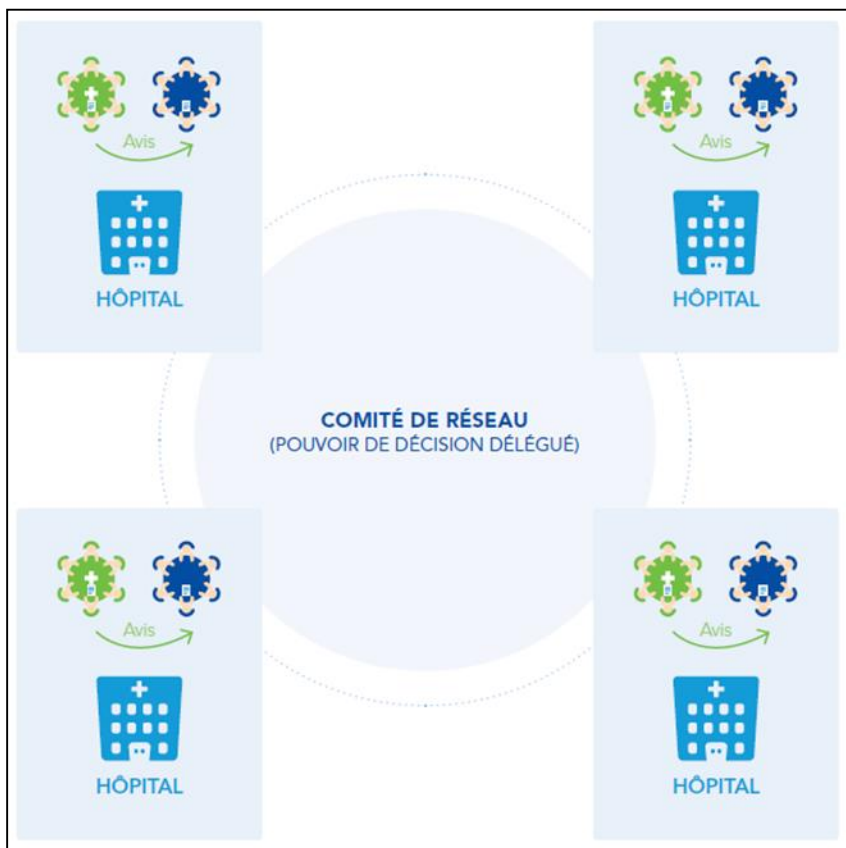 Avis
HÔPITAL
Avis
HÔPITAL
COMITÉ DE RÉSEAU
(POUVOIR DE DÉCISION DÉLÉGUÉ)
Avis
HÔPITAL
Avis
HÔPITAL